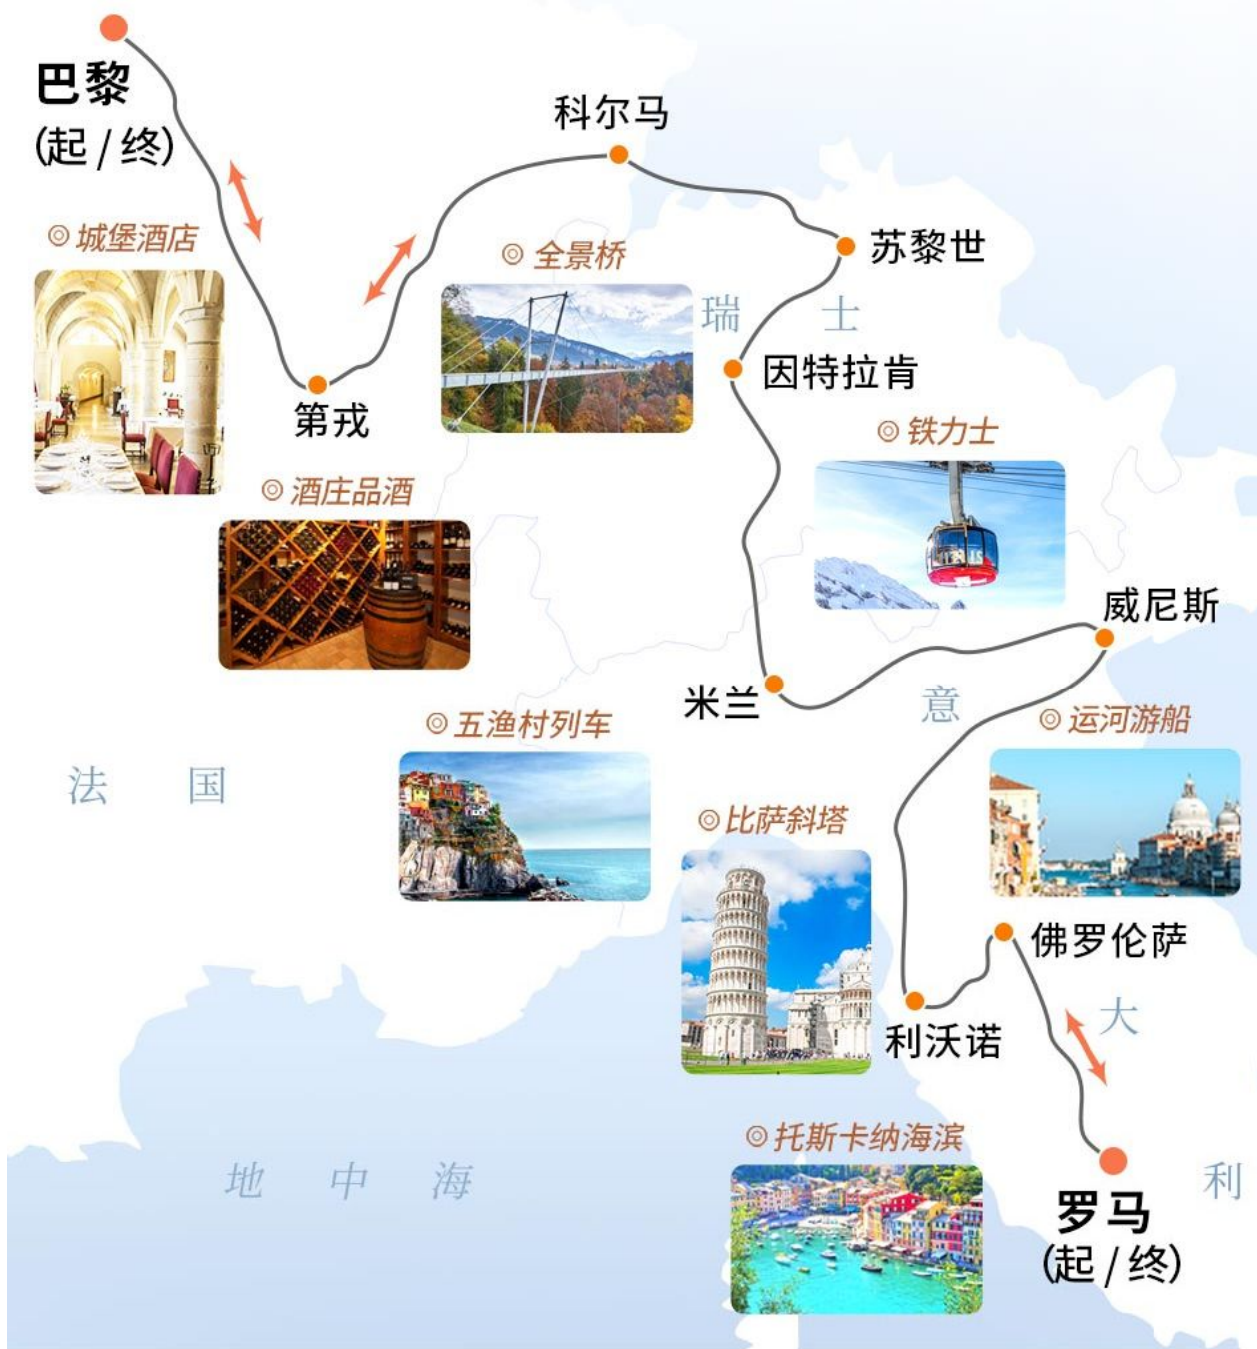 巴黎
(起 / 终)
科尔马
城堡酒店
全景桥
苏黎世
瑞 士
因特拉肯
第戎
铁力士
酒庄品酒
威尼斯
米兰
意
五渔村列车
运河游船
法 国
比萨斜塔
佛罗伦萨
大
利沃诺
托斯卡纳海滨
地 中 海
利
罗马
(起 / 终)